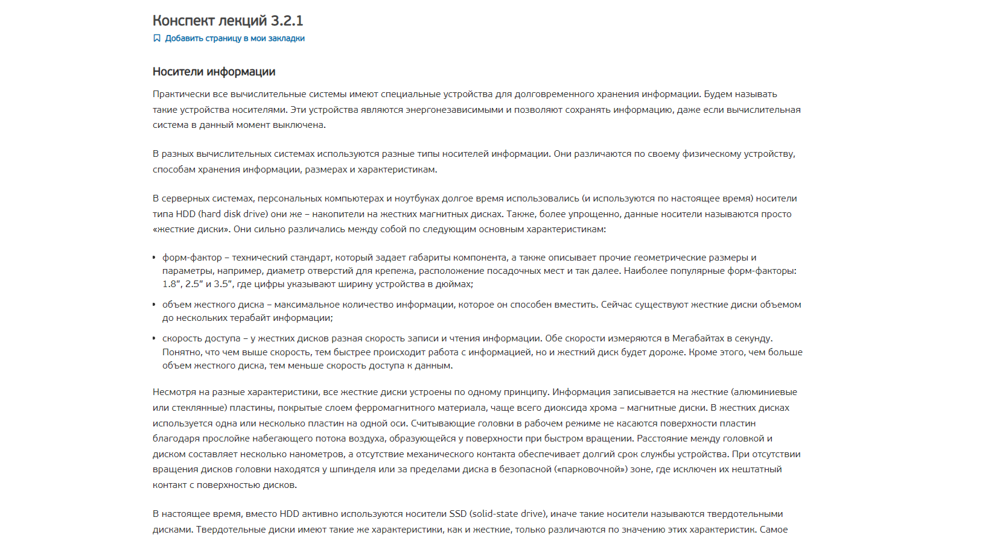 Конспект лекций 3.2.1
Добавить страницу в мои закладки
Носители информации
Практически все вычислительные системы имеют специальные устройства для долговременного хранения информации. Будем называть
такие устройства носителями. Эти устройства являются энергонезависимыми и позволяют сохранять информацию, даже если вычислительная
система в данный момент выключена.
В разных вычислительных системах используются разные типы носителей информации. Они различаются по своему физическому устройству,
способам хранения информации, размерах и характеристикам.
В серверных системах, персональных компьютерах и ноутбуках долгое время использовались (и используются по настоящее время) носители
типа HDD (hard disk drive) они же – накопители на жестких магнитных дисках. Также, более упрощенно, данные носители называются просто
«жесткие диски». Они сильно различались между собой по следующим основным характеристикам:
• форм-фактор – технический стандарт, который задает габариты компонента, а также описывает прочие геометрические размеры и
параметры, например, диаметр отверстий для крепежа, расположение посадочных мест и так далее. Наиболее популярные форм-факторы:
1.8″, 2.5″ и 3.5″, где цифры указывают ширину устройства в дюймах;
• объем жесткого диска – максимальное количество информации, которое он способен вместить. Сейчас существуют жесткие диски объемом
до нескольких терабайт информации;
• скорость доступа – у жестких дисков разная скорость записи и чтения информации. Обе скорости измеряются в Мегабайтах в секунду.
Понятно, что чем выше скорость, тем быстрее происходит работа с информацией, но и жесткий диск будет дороже. Кроме этого, чем больше
объем жесткого диска, тем меньше скорость доступа к данным.
Несмотря на разные характеристики, все жесткие диски устроены по одному принципу. Информация записывается на жесткие (алюминиевые
или стеклянные) пластины, покрытые слоем ферромагнитного материала, чаще всего диоксида хрома – магнитные диски. В жестких дисках
используется одна или несколько пластин на одной оси. Считывающие головки в рабочем режиме не касаются поверхности пластин
благодаря прослойке набегающего потока воздуха, образующейся у поверхности при быстром вращении. Расстояние между головкой и
диском составляет несколько нанометров, а отсутствие механического контакта обеспечивает долгий срок службы устройства. При отсутствии
вращения дисков головки находятся у шпинделя или за пределами диска в безопасной («парковочной») зоне, где исключен их нештатный
контакт с поверхностью дисков.
В настоящее время, вместо HDD активно используются носители SSD (solid-state drive), иначе такие носители называются твердотельными
дисками. Твердотельные диски имеют такие же характеристики, как и жесткие, только различаются по значению этих характеристик. Самое